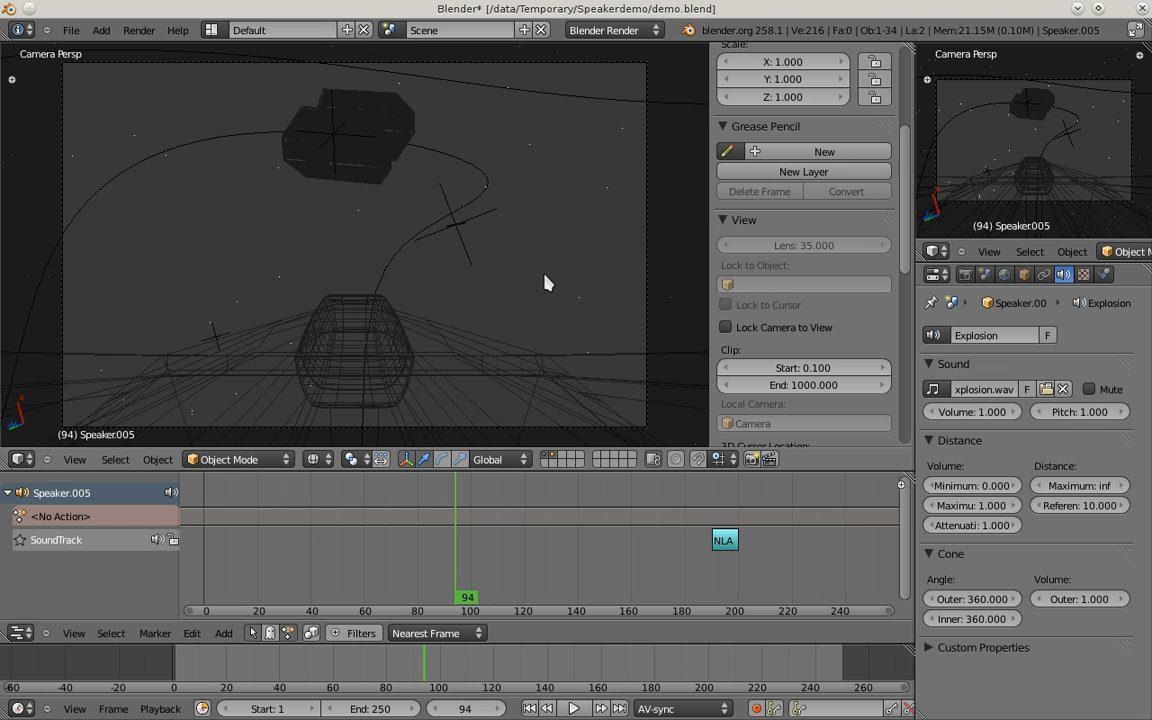 Blender* [/data/Temporary/Speakerdemo/demo.blend]
File Add Render Help Default Scene Blender Render blender.org 258.1 | Ve:216 | Fa:0 | Ob:1-34 | La:2 | Mem:21.15M (0.10M) | Speaker.005
Camera Persp
(94) Speaker.005
Scale:
X: 1.000
Y: 1.000
Z: 1.000
Grease Pencil
New
New Layer
Delete Frame Convert
View
Lens: 35.000
Lock to Object:
Lock to Cursor
Lock Camera to View
Clip:
Start: 0.100
End: 1000.000
Local Camera:
Camera
3D Cursor Location:
View Select Object Object Mode Global
Camera Persp
(94) Speaker.005
View Select Object Object M
Speaker.00 Explosion
Explosion F
Sound
xplosion.wav F Mute
Volume: 1.000 Pitch: 1.000
Distance
Volume: Distance:
Minimum: 0.000 Maximum: inf
Maximu: 1.000 Referen: 10.000
Attenuati: 1.000
Cone
Angle: Volume:
Outer: 360.000 Outer: 1.000
Inner: 360.000
Custom Properties
Speaker.005
<No Action>
SoundTrack
NLA
94
0 20 40 60 80 100 120 140 160 180 200 220 240
View Select Marker Edit Add Filters Nearest Frame
-60 -40 -20 0 20 40 60 80 100 120 140 160 180 200 220 240 260
View Frame Playback Start: 1 End: 250 94 AV-sync